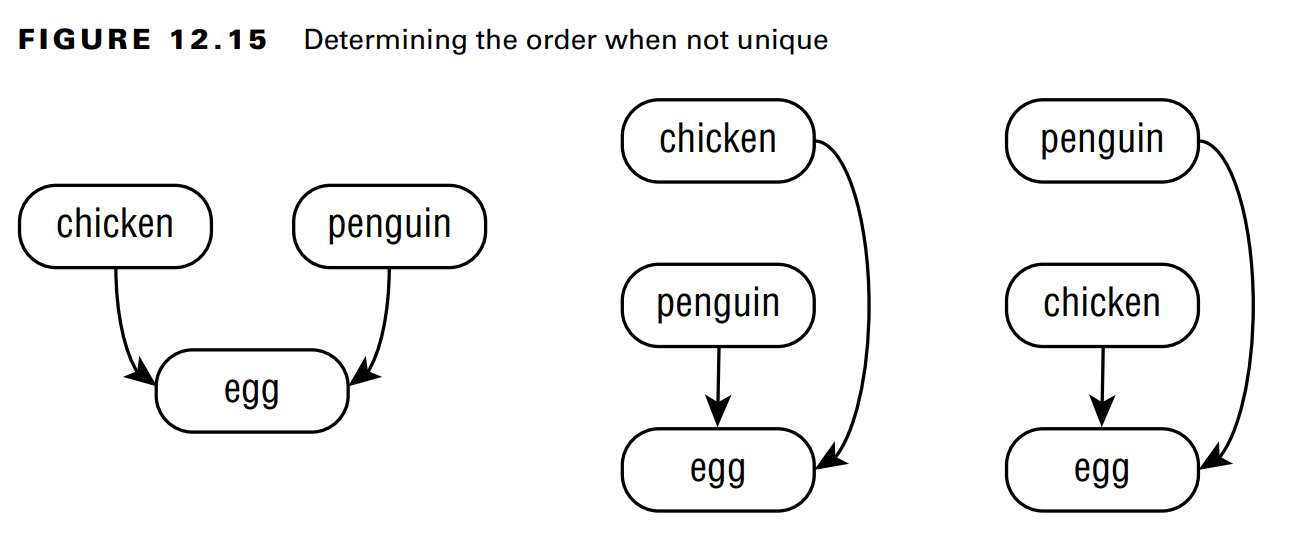 FIGURE 12.15 Determining the order when not unique
chicken
penguin
egg
chicken
penguin
egg
penguin
chicken
egg